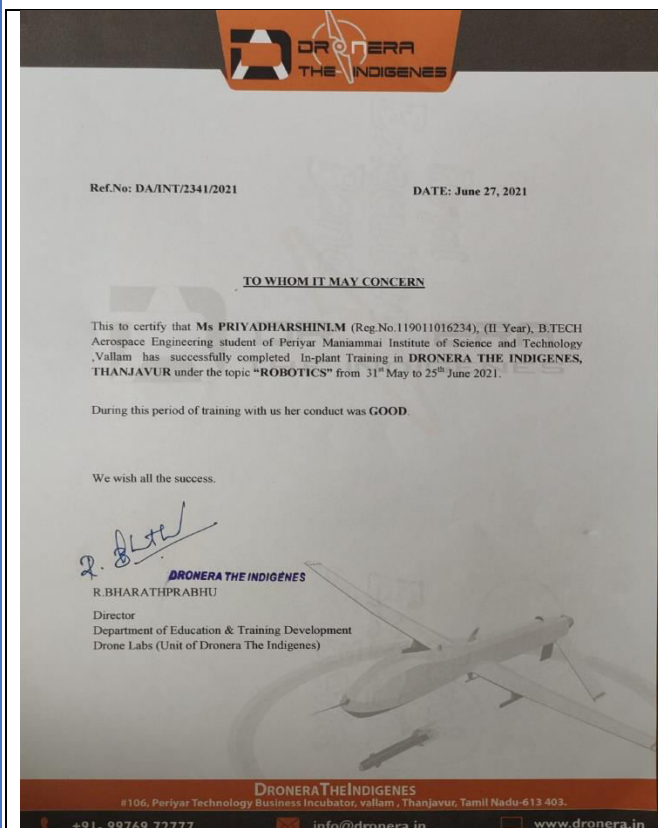 DRONERA
THE INDIGENES
Ref.No: DA/INT/2341/2021 DATE: June 27, 2021
TO WHOM IT MAY CONCERN
This to certify that Ms PRIYADHARSHINI.M (Reg.No.119011016234), (II Year), B.TECH
Aerospace Engineering student of Periyar Maniammai Institute of Science and Technology
,Vallam has successfully completed In-plant Training in DRONERA THE INDIGENES,
THANJAVUR under the topic “ROBOTICS” from 31st May to 25th June 2021.
During this period of training with us her conduct was GOOD.
We wish all the success.
DRONERA THE INDIGENES
R.BHARATHPRABHU
Director
Department of Education & Training Development
Drone Labs (Unit of Dronera The Indigenes)
DRONERATHEINDIGENES
#106, Periyar Technology Business Incubator, vallam , Thanjavur, Tamil Nadu-613 403.
+91- 99769 72777 info@dronera.in www.dronera.in